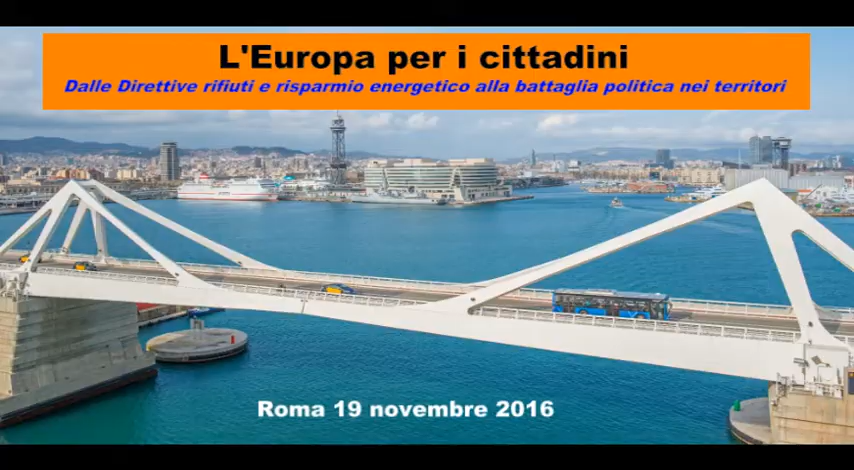 L'Europa per i cittadini
Dalle Direttive rifiuti e risparmio energetico alla battaglia politica nei territori
Roma 19 novembre 2016